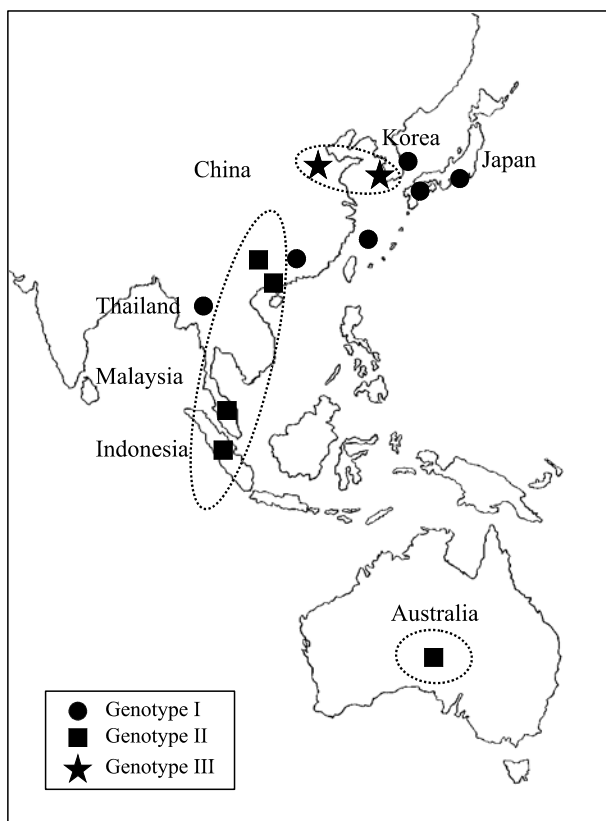 Korea
Japan
China
Thailand
Malaysia
Indonesia
Australia
Genotype I
Genotype II
Genotype III